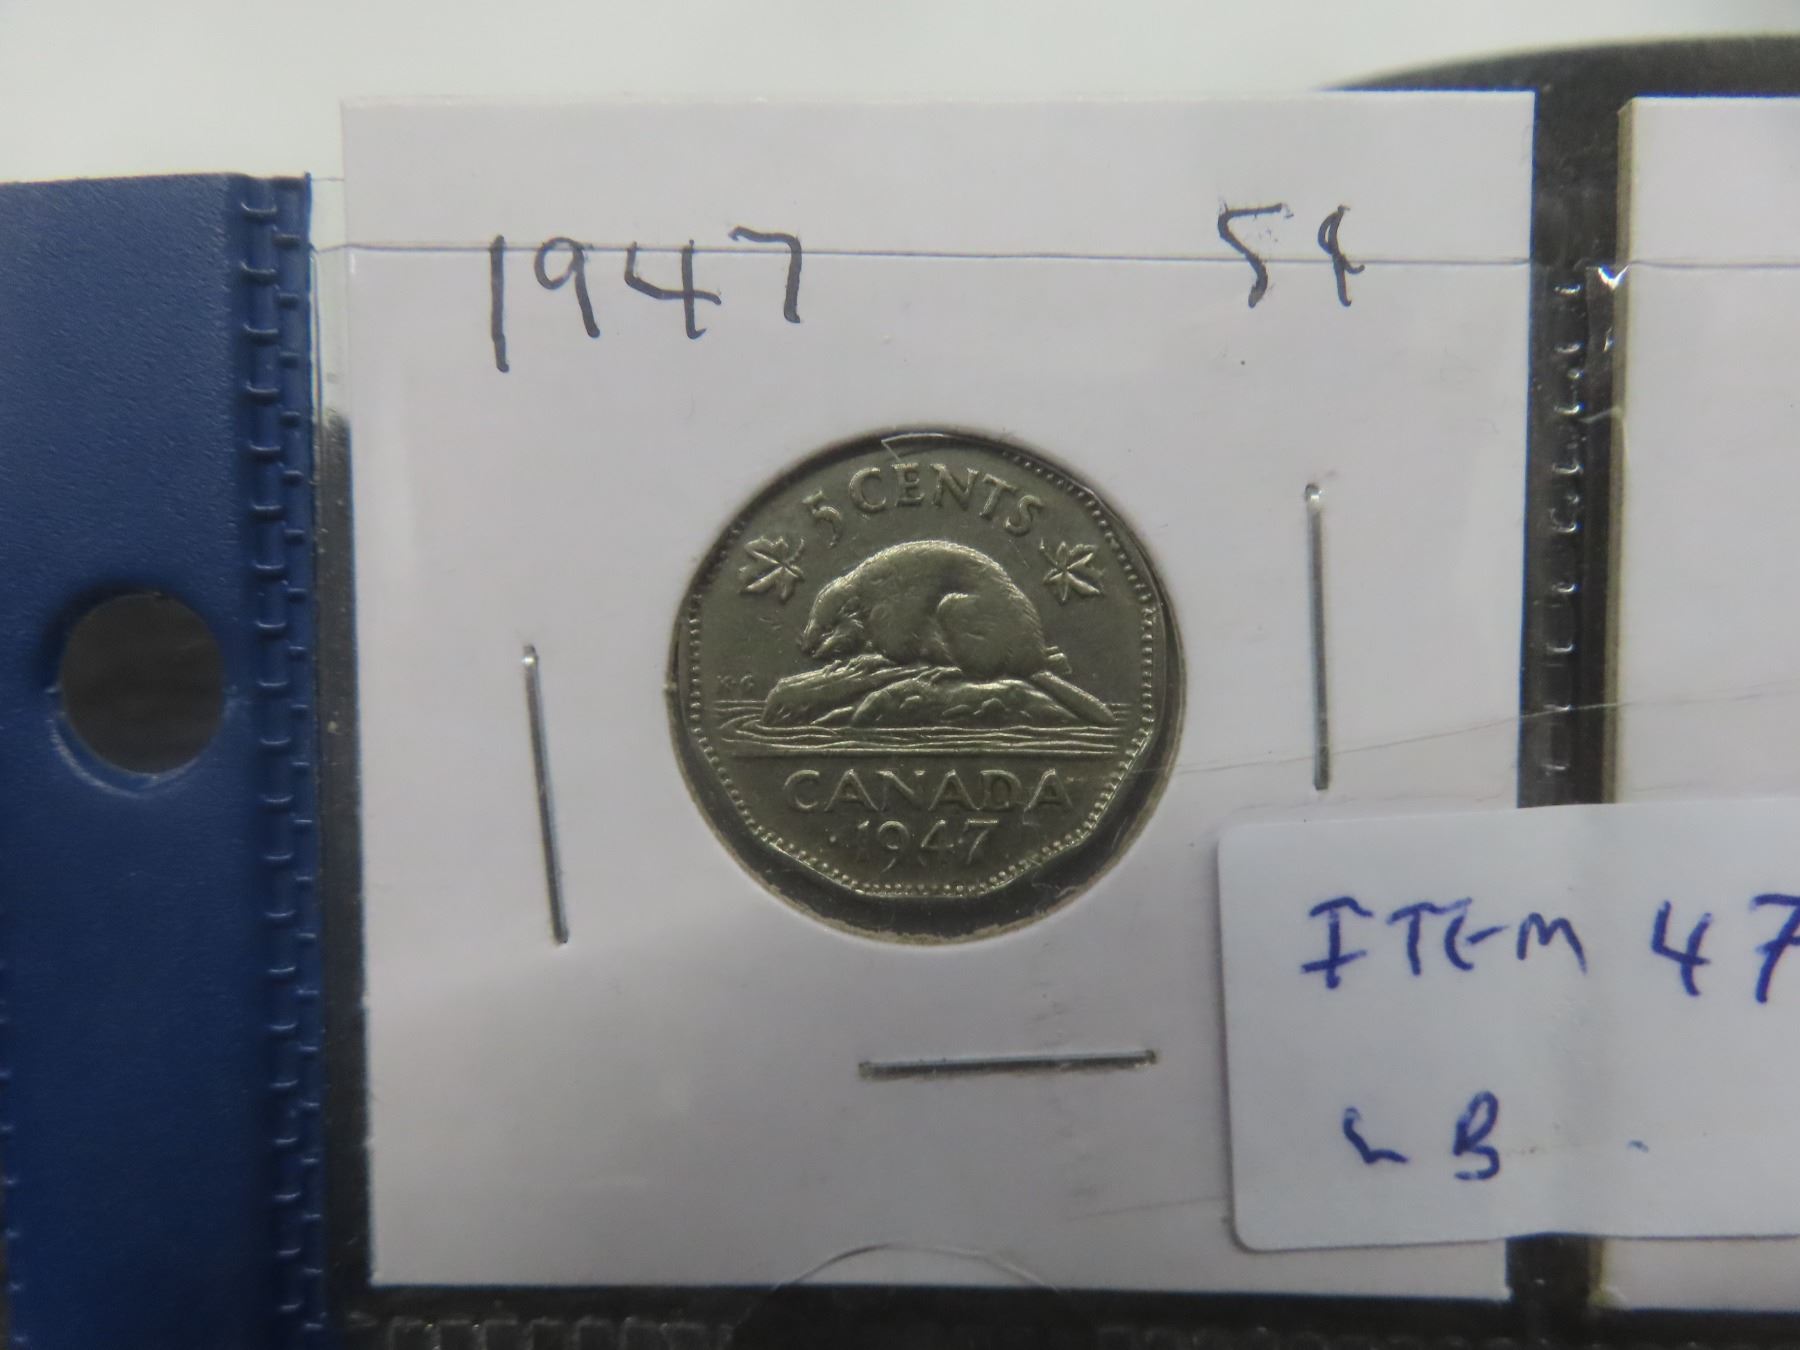 1947 5¢
5 CENTS
KG
CANADA
·1947·
ITEM 47
LB